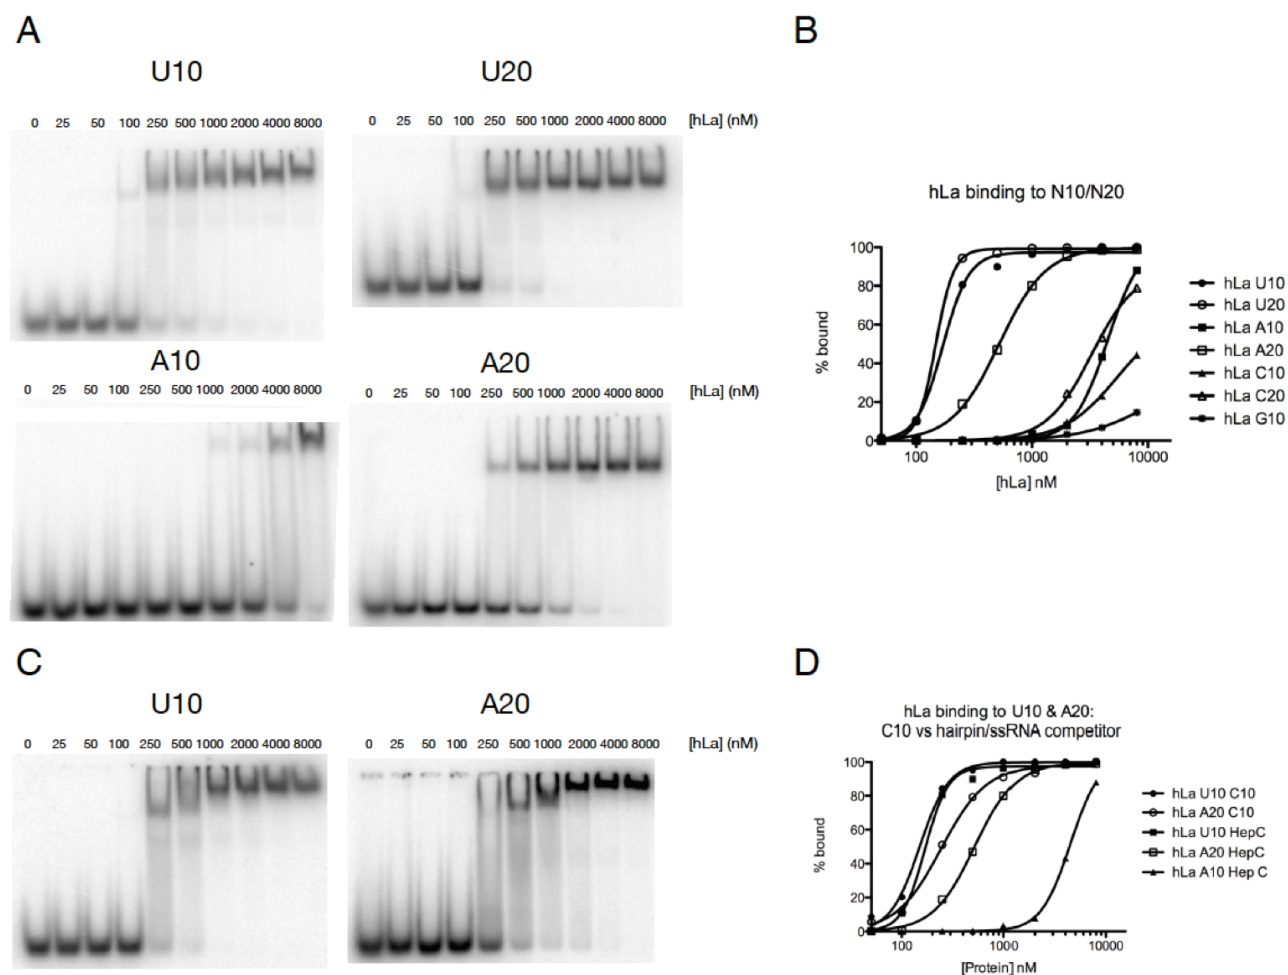 A
U10
U20
0 25 50 100 250 500 1000 2000 4000 8000
0 25 50 100 250 500 1000 2000 4000 8000 [hLa] (nM)
A10
A20
0 25 50 100 250 500 1000 2000 4000 8000
0 25 50 100 250 500 1000 2000 4000 8000 [hLa] (nM)
B
hLa binding to N10/N20
% bound
100
80
60
40
20
0
100 1000 10000
[hLa] nM
hLa U10
hLa U20
hLa A10
hLa A20
hLa C10
hLa C20
hLa G10
C
U10
A20
0 25 50 100 250 500 1000 2000 4000 8000
0 25 50 100 250 500 1000 2000 4000 8000 [hLa] (nM)
D
hLa binding to U10 & A20:
C10 vs hairpin/ssRNA competitor
% bound
100
80
60
40
20
0
100 1000 10000
[Protein] nM
hLa U10 C10
hLa A20 C10
hLa U10 HepC
hLa A20 HepC
hLa A10 Hep C